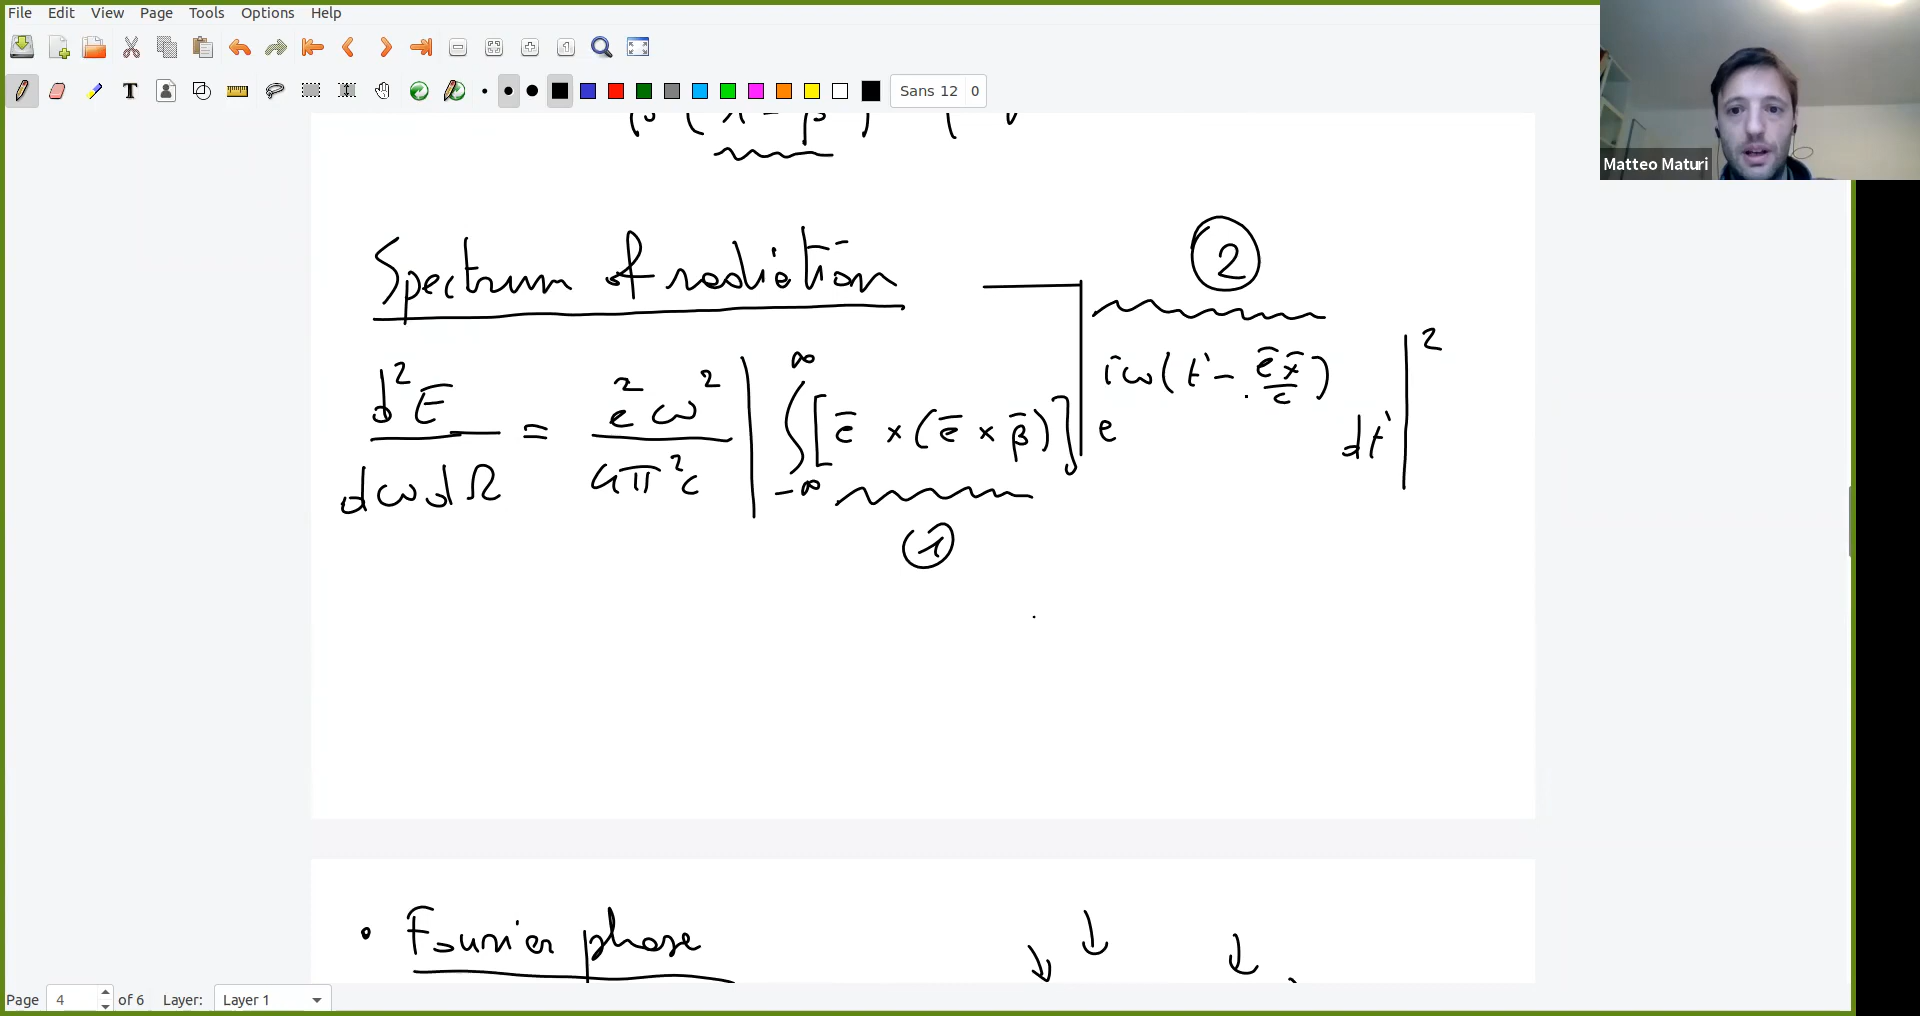 File Edit View Page Tools Options Help
Sans 12 0
Matteo Maturi
Spectrum of radiation
②
d²E / dωdΩ = e²ω² / 4π²c | ∫_{-∞}^{∞} [ē × (ē × β̄)] e^{iω(t' - ēx̄/c)} dt' |²
①
• Fourier phase
Page 4 of 6 Layer: Layer 1